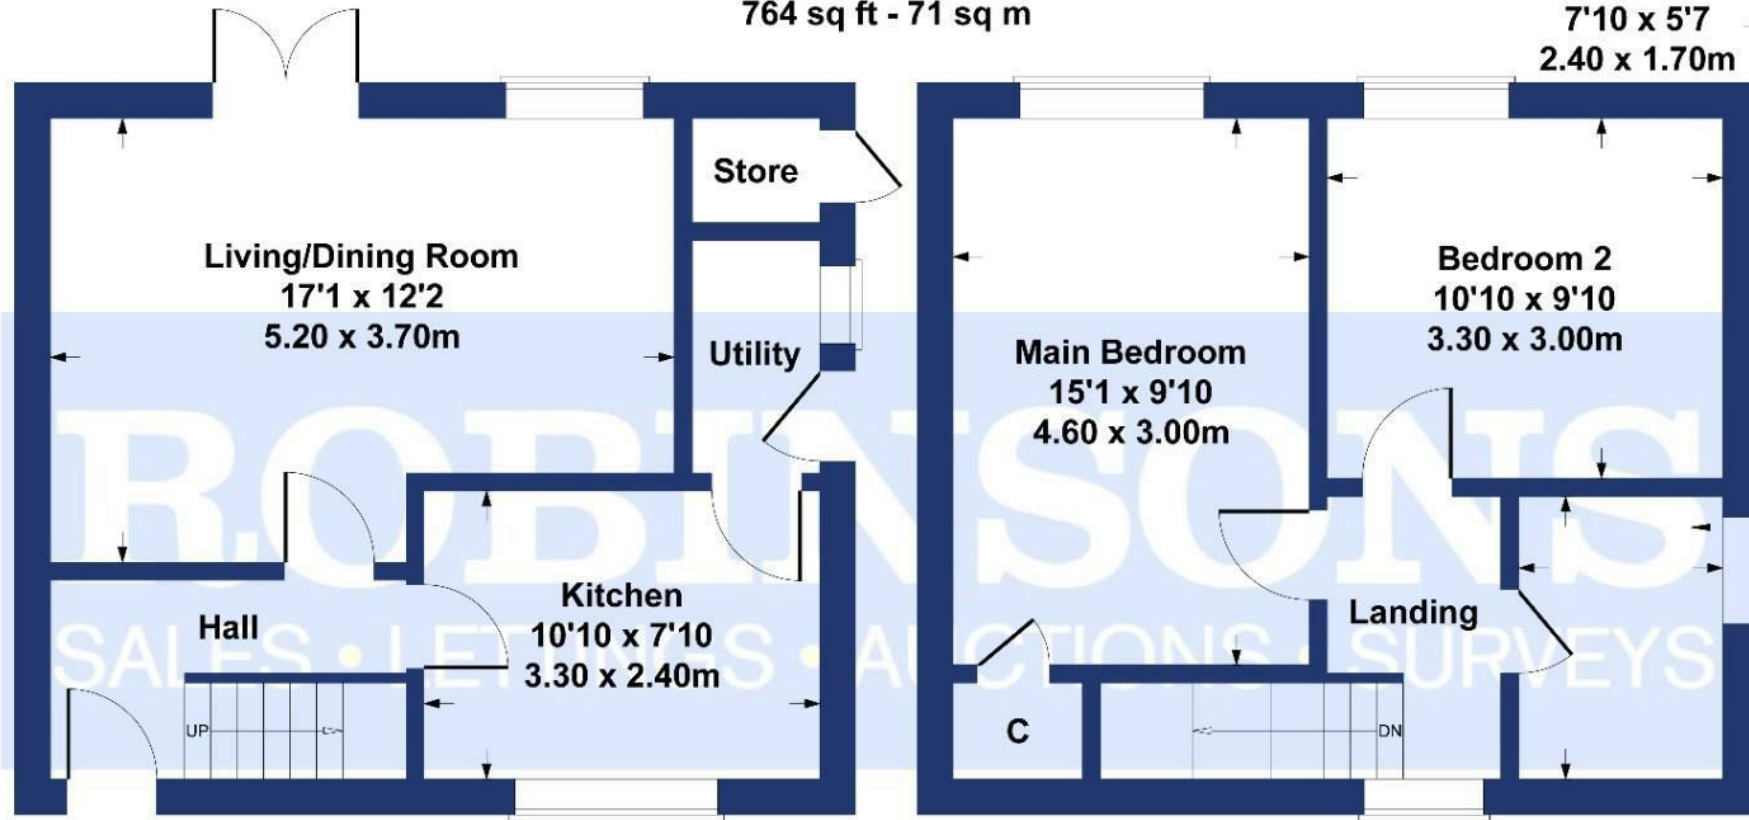 764 sq ft - 71 sq m
7'10 x 5'7
2.40 x 1.70m
Living/Dining Room
17'1 x 12'2
5.20 x 3.70m
Store
Utility
Hall
UP
Kitchen
10'10 x 7'10
3.30 x 2.40m
Main Bedroom
15'1 x 9'10
4.60 x 3.00m
Bedroom 2
10'10 x 9'10
3.30 x 3.00m
Landing
C
DN
ROBINSONS
SALES • LETTINGS • AUCTIONS • SURVEYS